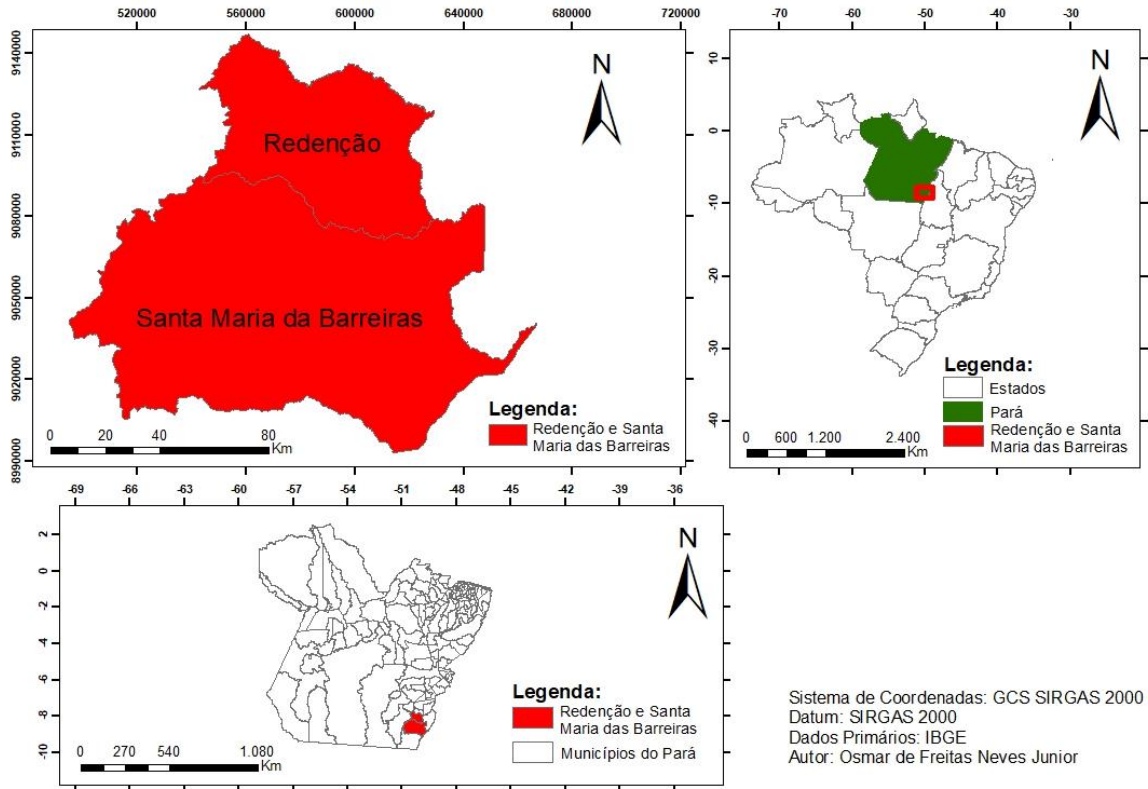 520000 560000 600000 640000 680000 720000
9140000
9110000
9080000
9050000
9020000
8990000
N
Redenção
Santa Maria da Barreiras
Legenda:
Redenção e Santa
Maria das Barreiras
0 20 40 80
Km
-70 -60 -50 -40 -30
10
0
-10
-20
-30
-40
N
Legenda:
Estados
Pará
Redenção e Santa
Maria das Barreiras
0 600 1.200 2.400
Km
-69 -66 -63 -60 -57 -54 -51 -48 -45 -42 -39 -36
2
0
-2
-4
-6
-8
-10
N
Legenda:
Redenção e Santa
Maria das Barreiras
Municípios do Pará
0 270 540 1.080
Km
Sistema de Coordenadas: GCS SIRGAS 2000
Datum: SIRGAS 2000
Dados Primários: IBGE
Autor: Osmar de Freitas Neves Junior